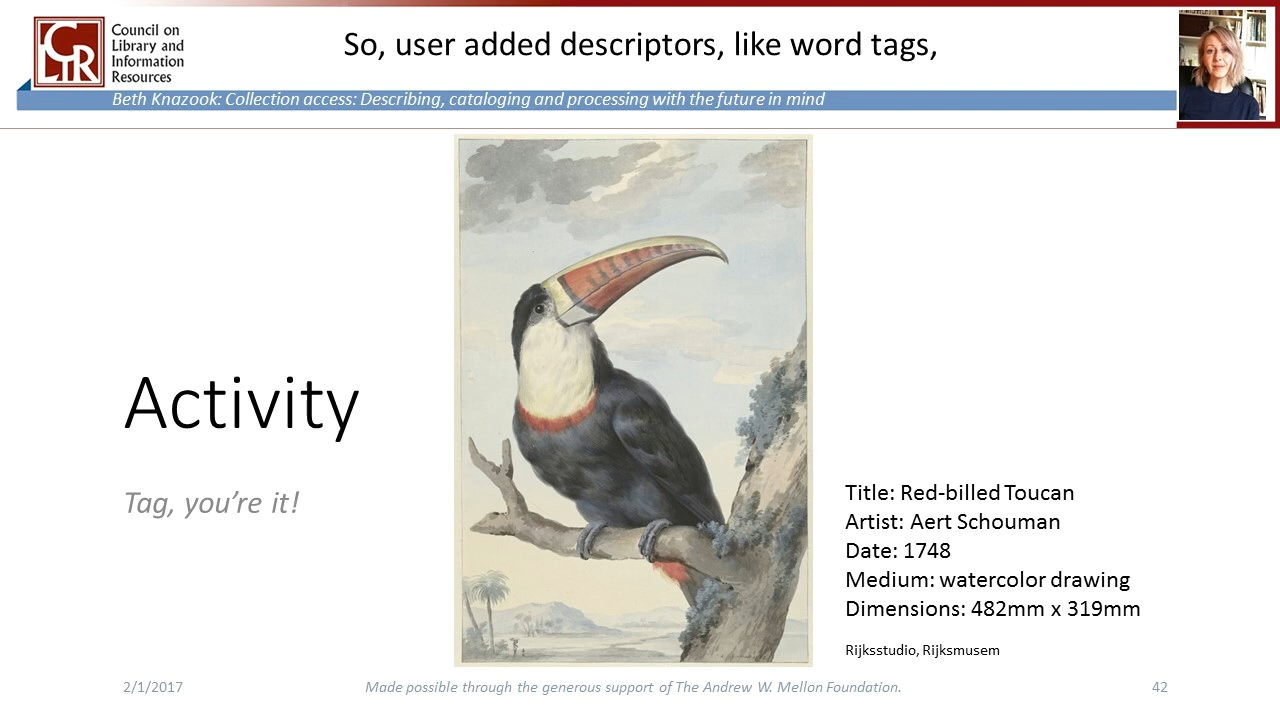 CLIR
Council on
Library and
Information
Resources
So, user added descriptors, like word tags,
Beth Knazook: Collection access: Describing, cataloging and processing with the future in mind
Activity
Tag, you're it!
Title: Red-billed Toucan
Artist: Aert Schouman
Date: 1748
Medium: watercolor drawing
Dimensions: 482mm x 319mm
Rijksstudio, Rijksmusem
2/1/2017
Made possible through the generous support of The Andrew W. Mellon Foundation.
42